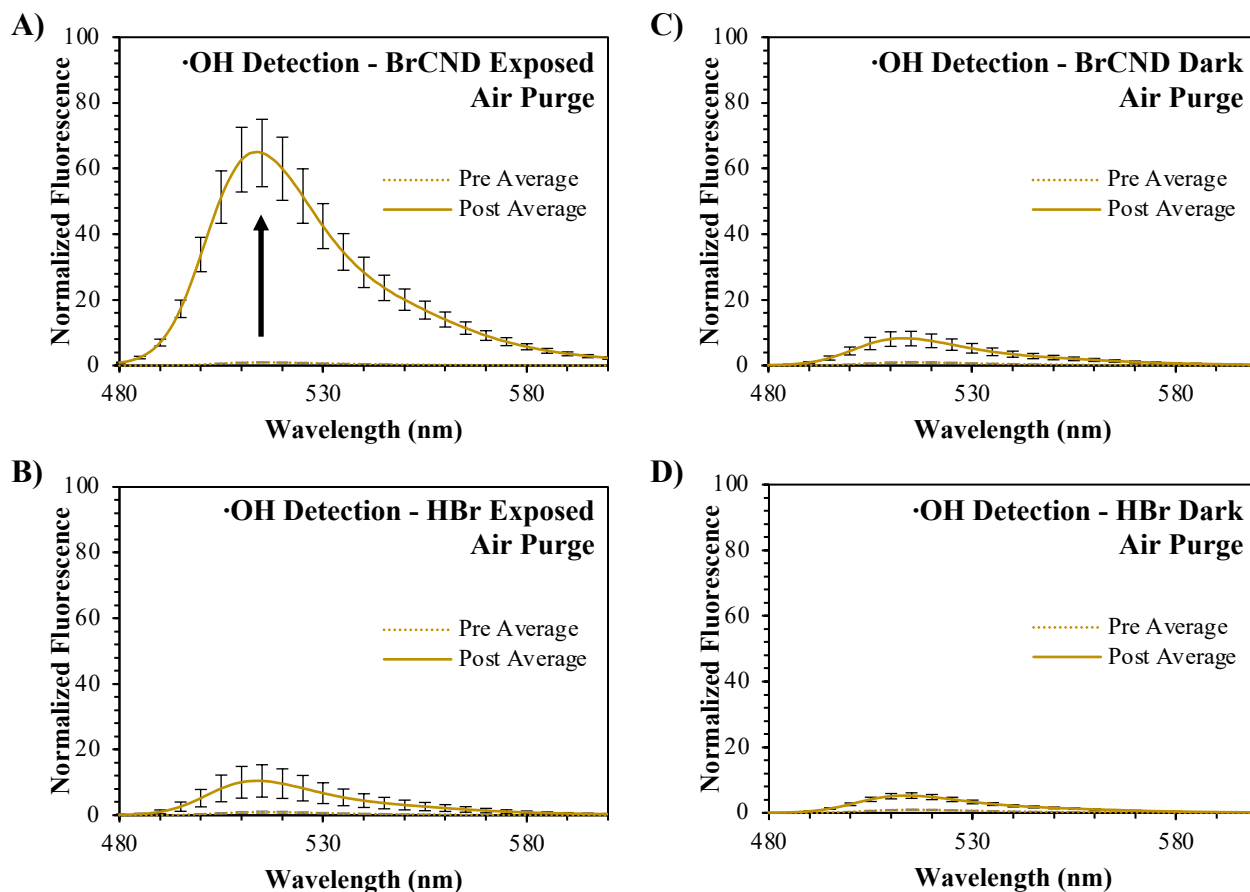 A)
·OH Detection - BrCND Exposed
Air Purge
Normalized Fluorescence
100
80
60
40
20
0
Pre Average
Post Average
480
530
580
Wavelength (nm)
C)
·OH Detection - BrCND Dark
Air Purge
Normalized Fluorescence
100
80
60
40
20
0
Pre Average
Post Average
480
530
580
Wavelength (nm)
B)
·OH Detection - HBr Exposed
Air Purge
Normalized Fluorescence
100
80
60
40
20
0
Pre Average
Post Average
480
530
580
Wavelength (nm)
D)
·OH Detection - HBr Dark
Air Purge
Normalized Fluorescence
100
80
60
40
20
0
Pre Average
Post Average
480
530
580
Wavelength (nm)